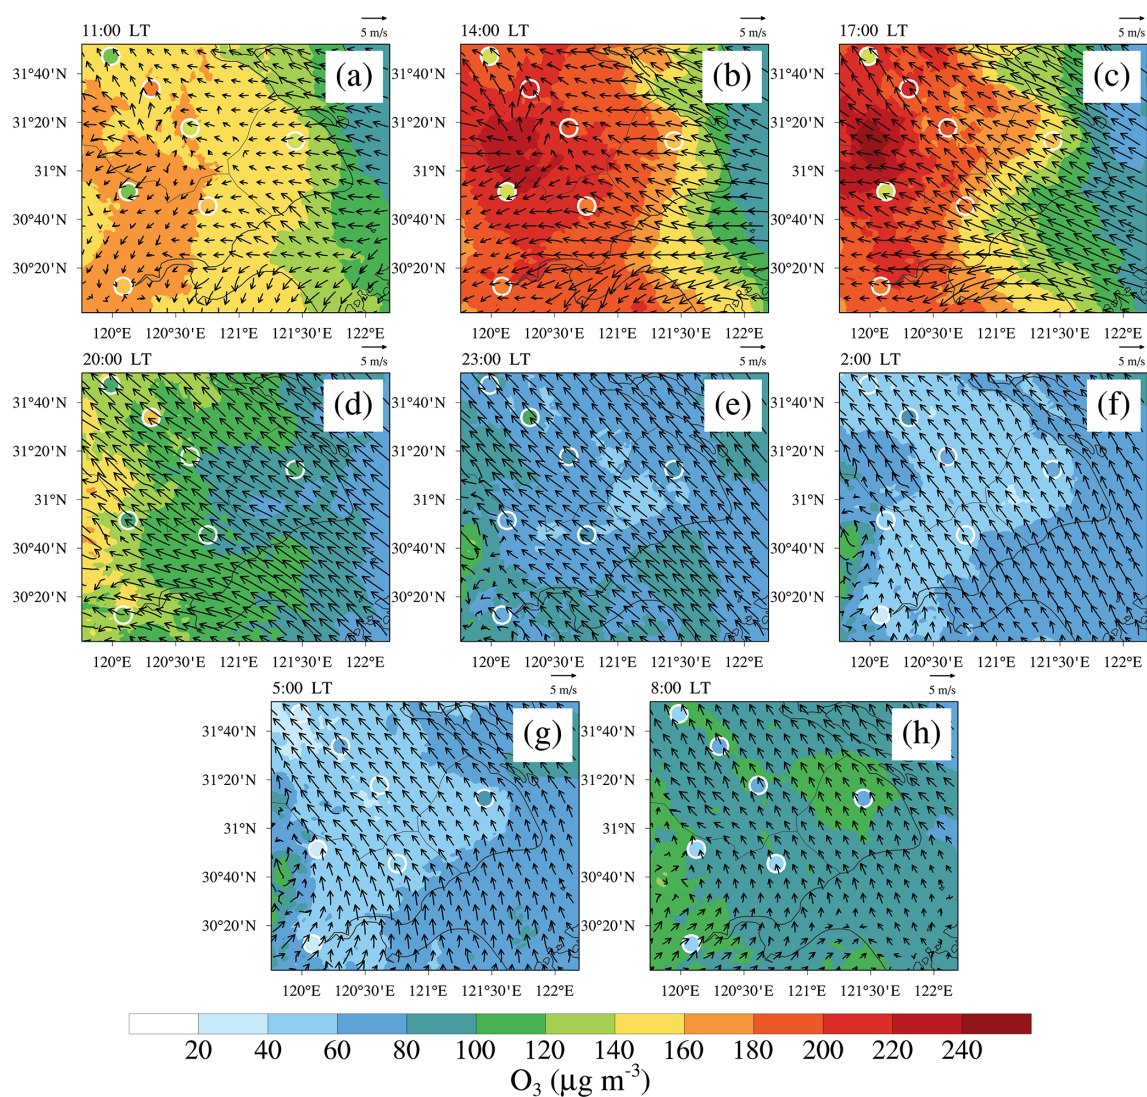 11:00 LT
5 m/s
14:00 LT
5 m/s
17:00 LT
5 m/s
(a)
(b)
(c)
31°40'N
31°20'N
31°N
30°40'N
30°20'N
31°40'N
31°20'N
31°N
30°40'N
30°20'N
31°40'N
31°20'N
31°N
30°40'N
30°20'N
120°E 120°30'E 121°E 121°30'E 122°E
120°E 120°30'E 121°E 121°30'E 122°E
120°E 120°30'E 121°E 121°30'E 122°E
20:00 LT
5 m/s
23:00 LT
5 m/s
2:00 LT
5 m/s
(d)
(e)
(f)
31°40'N
31°20'N
31°N
30°40'N
30°20'N
31°40'N
31°20'N
31°N
30°40'N
30°20'N
31°40'N
31°20'N
31°N
30°40'N
30°20'N
120°E 120°30'E 121°E 121°30'E 122°E
120°E 120°30'E 121°E 121°30'E 122°E
120°E 120°30'E 121°E 121°30'E 122°E
5:00 LT
5 m/s
8:00 LT
5 m/s
(g)
(h)
31°40'N
31°20'N
31°N
30°40'N
30°20'N
31°40'N
31°20'N
31°N
30°40'N
30°20'N
120°E 120°30'E 121°E 121°30'E 122°E
120°E 120°30'E 121°E 121°30'E 122°E
20 40 60 80 100 120 140 160 180 200 220 240
O₃ (μg m⁻³)